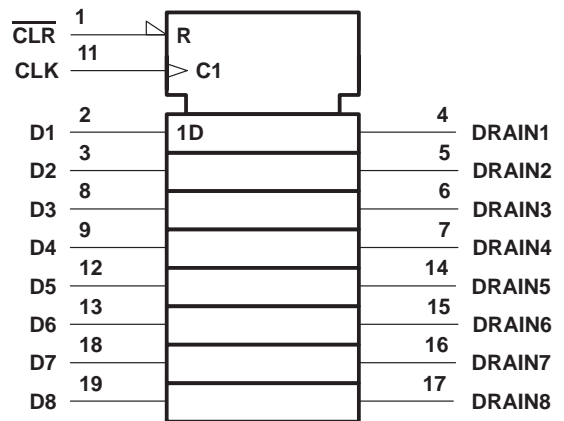 CLR 1 R
CLK 11 C1
D1 2 1D 4 DRAIN1
D2 3 5 DRAIN2
D3 8 6 DRAIN3
D4 9 7 DRAIN4
D5 12 14 DRAIN5
D6 13 15 DRAIN6
D7 18 16 DRAIN7
D8 19 17 DRAIN8